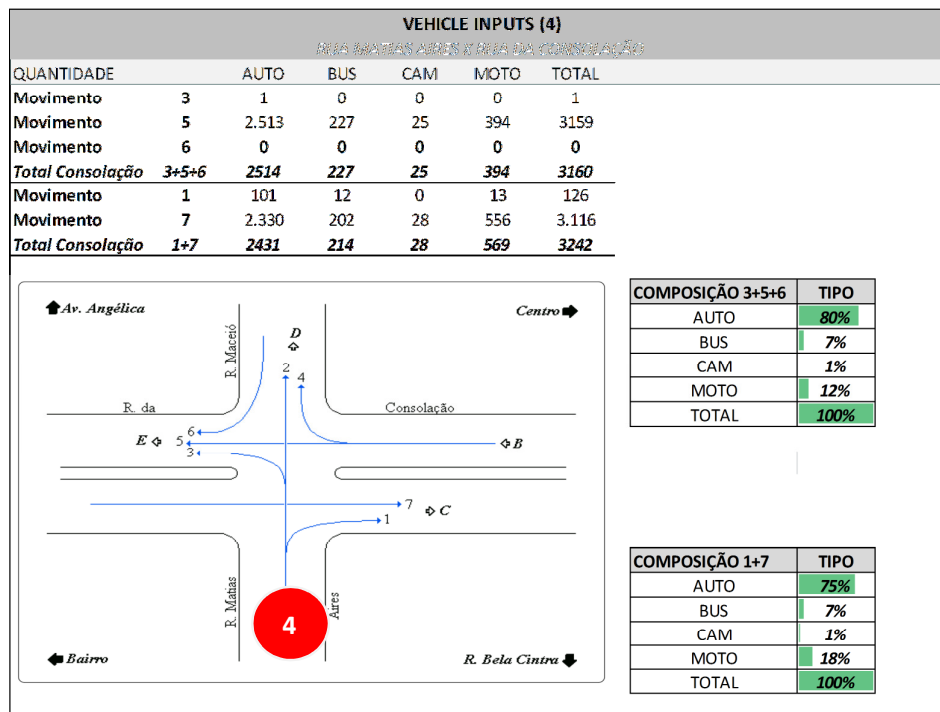 VEHICLE INPUTS (4)
RUA MATIAS AIRES X RUA DA CONSOLAÇÃO
QUANTIDADE AUTO BUS CAM MOTO TOTAL
Movimento 3 1 0 0 0 1
Movimento 5 2.513 227 25 394 3159
Movimento 6 0 0 0 0 0
Total Consolação 3+5+6 2514 227 25 394 3160
Movimento 1 101 12 0 13 126
Movimento 7 2.330 202 28 556 3.116
Total Consolação 1+7 2431 214 28 569 3242
Av. Angélica
Centro
R. Maceió
D
2
4
R. da
Consolação
6
E
5
B
3
7
C
1
R. Matias
Aires
4
Bairro
R. Bela Cintra
COMPOSIÇÃO 3+5+6 TIPO
AUTO 80%
BUS 7%
CAM 1%
MOTO 12%
TOTAL 100%
COMPOSIÇÃO 1+7 TIPO
AUTO 75%
BUS 7%
CAM 1%
MOTO 18%
TOTAL 100%